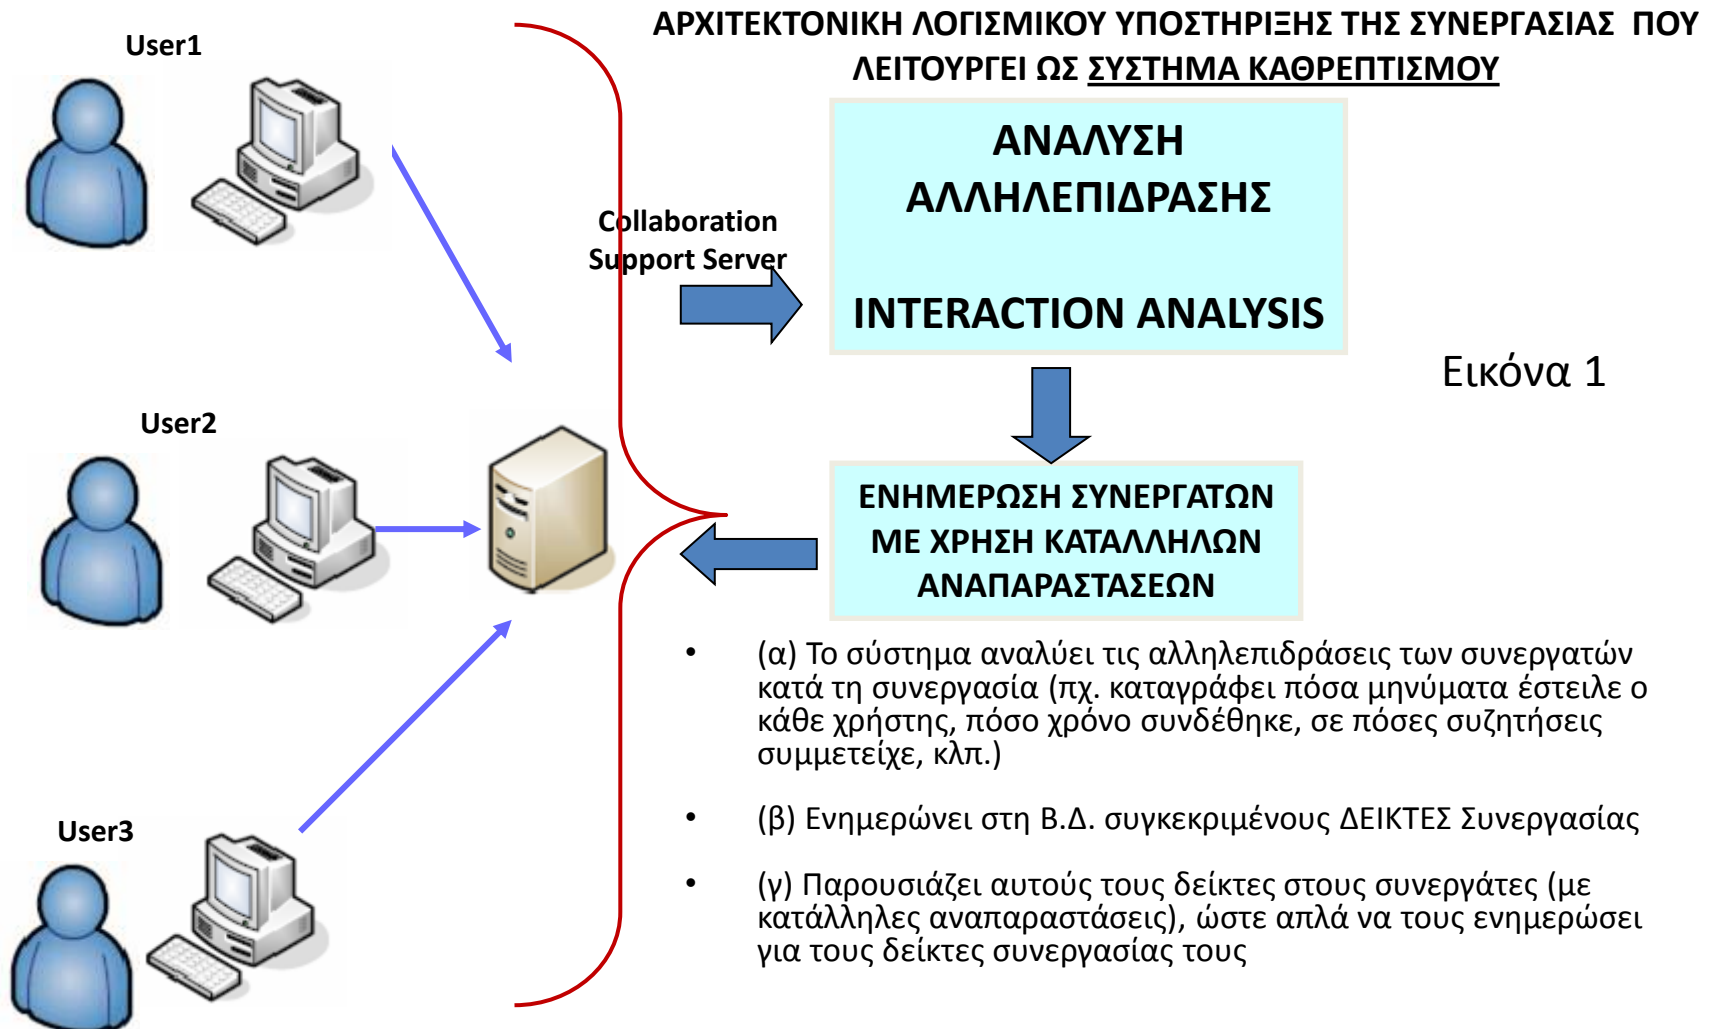 ΑΡΧΙΤΕΚΤΟΝΙΚΗ ΛΟΓΙΣΜΙΚΟΥ ΥΠΟΣΤΗΡΙΞΗΣ ΤΗΣ ΣΥΝΕΡΓΑΣΙΑΣ ΠΟΥ
ΛΕΙΤΟΥΡΓΕΙ ΩΣ ΣΥΣΤΗΜΑ ΚΑΘΡΕΠΤΙΣΜΟΥ
User1
Collaboration
Support Server
ΑΝΑΛΥΣΗ
ΑΛΛΗΛΕΠΙΔΡΑΣΗΣ
INTERACTION ANALYSIS
Εικόνα 1
User2
ΕΝΗΜΕΡΩΣΗ ΣΥΝΕΡΓΑΤΩΝ
ΜΕ ΧΡΗΣΗ ΚΑΤΑΛΛΗΛΩΝ
ΑΝΑΠΑΡΑΣΤΑΣΕΩΝ
User3
• (α) Το σύστημα αναλύει τις αλληλεπιδράσεις των συνεργατών
κατά τη συνεργασία (πχ. καταγράφει πόσα μηνύματα έστειλε ο
κάθε χρήστης, πόσο χρόνο συνδέθηκε, σε πόσες συζητήσεις
συμμετείχε, κλπ.)
• (β) Ενημερώνει στη Β.Δ. συγκεκριμένους ΔΕΙΚΤΕΣ Συνεργασίας
• (γ) Παρουσιάζει αυτούς τους δείκτες στους συνεργάτες (με
κατάλληλες αναπαραστάσεις), ώστε απλά να τους ενημερώσει
για τους δείκτες συνεργασίας τους